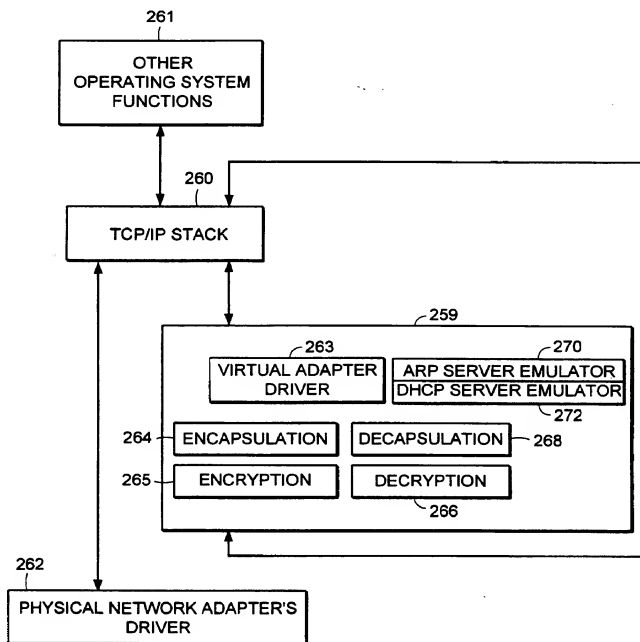 261
OTHER
OPERATING SYSTEM
FUNCTIONS
260
TCP/IP STACK
259
263
VIRTUAL ADAPTER
DRIVER
270
ARP SERVER EMULATOR
DHCP SERVER EMULATOR
272
264
ENCAPSULATION
DECAPSULATION
268
265
ENCRYPTION
DECRYPTION
266
262
PHYSICAL NETWORK ADAPTER'S
DRIVER